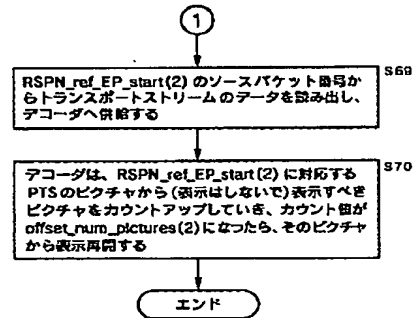 1
RSPN_ref_EP_start(2) のソースパケット番号か
らトランスポートストリームのデータを読み出し、
デコーダへ供給する
S69
デコーダは、RSPN_ref_EP_start(2) に対応する
PTSのピクチャから (表示はしないで) 表示すべき
ピクチャをカウントアップしていき、カウント値が
offset_num_pictures(2) になったら、そのピクチャ
から表示再開する
S70
エンド